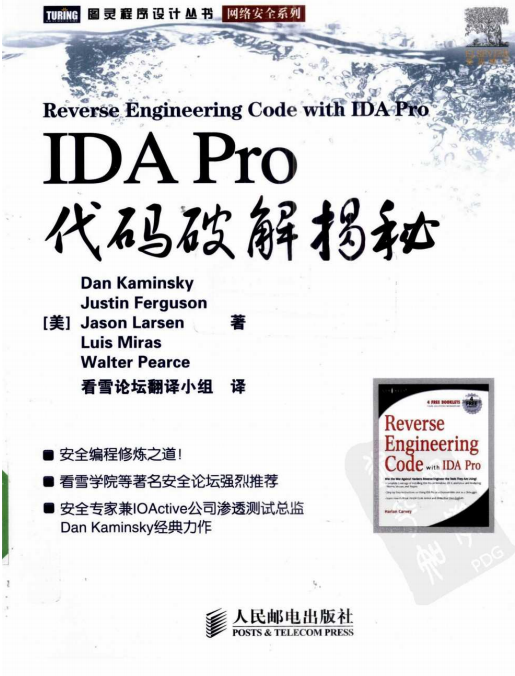 TURING 图灵程序设计丛书 网络安全系列
Reverse Engineering Code with IDA Pro
IDA Pro
代码破解揭秘
Dan Kaminsky
Justin Ferguson
[美] Jason Larsen 著
Luis Miras
Walter Pearce
看雪论坛翻译小组 译
■ 安全编程修炼之道!
■ 看雪学院等著名安全论坛强烈推荐
■ 安全专家兼IOActive公司渗透测试总监
Dan Kaminsky经典力作
4 FREE BOOKLETS
Reverse
Engineering
Code with IDA Pro
Harlan Carvey
PDG
人民邮电出版社
POSTS & TELECOM PRESS